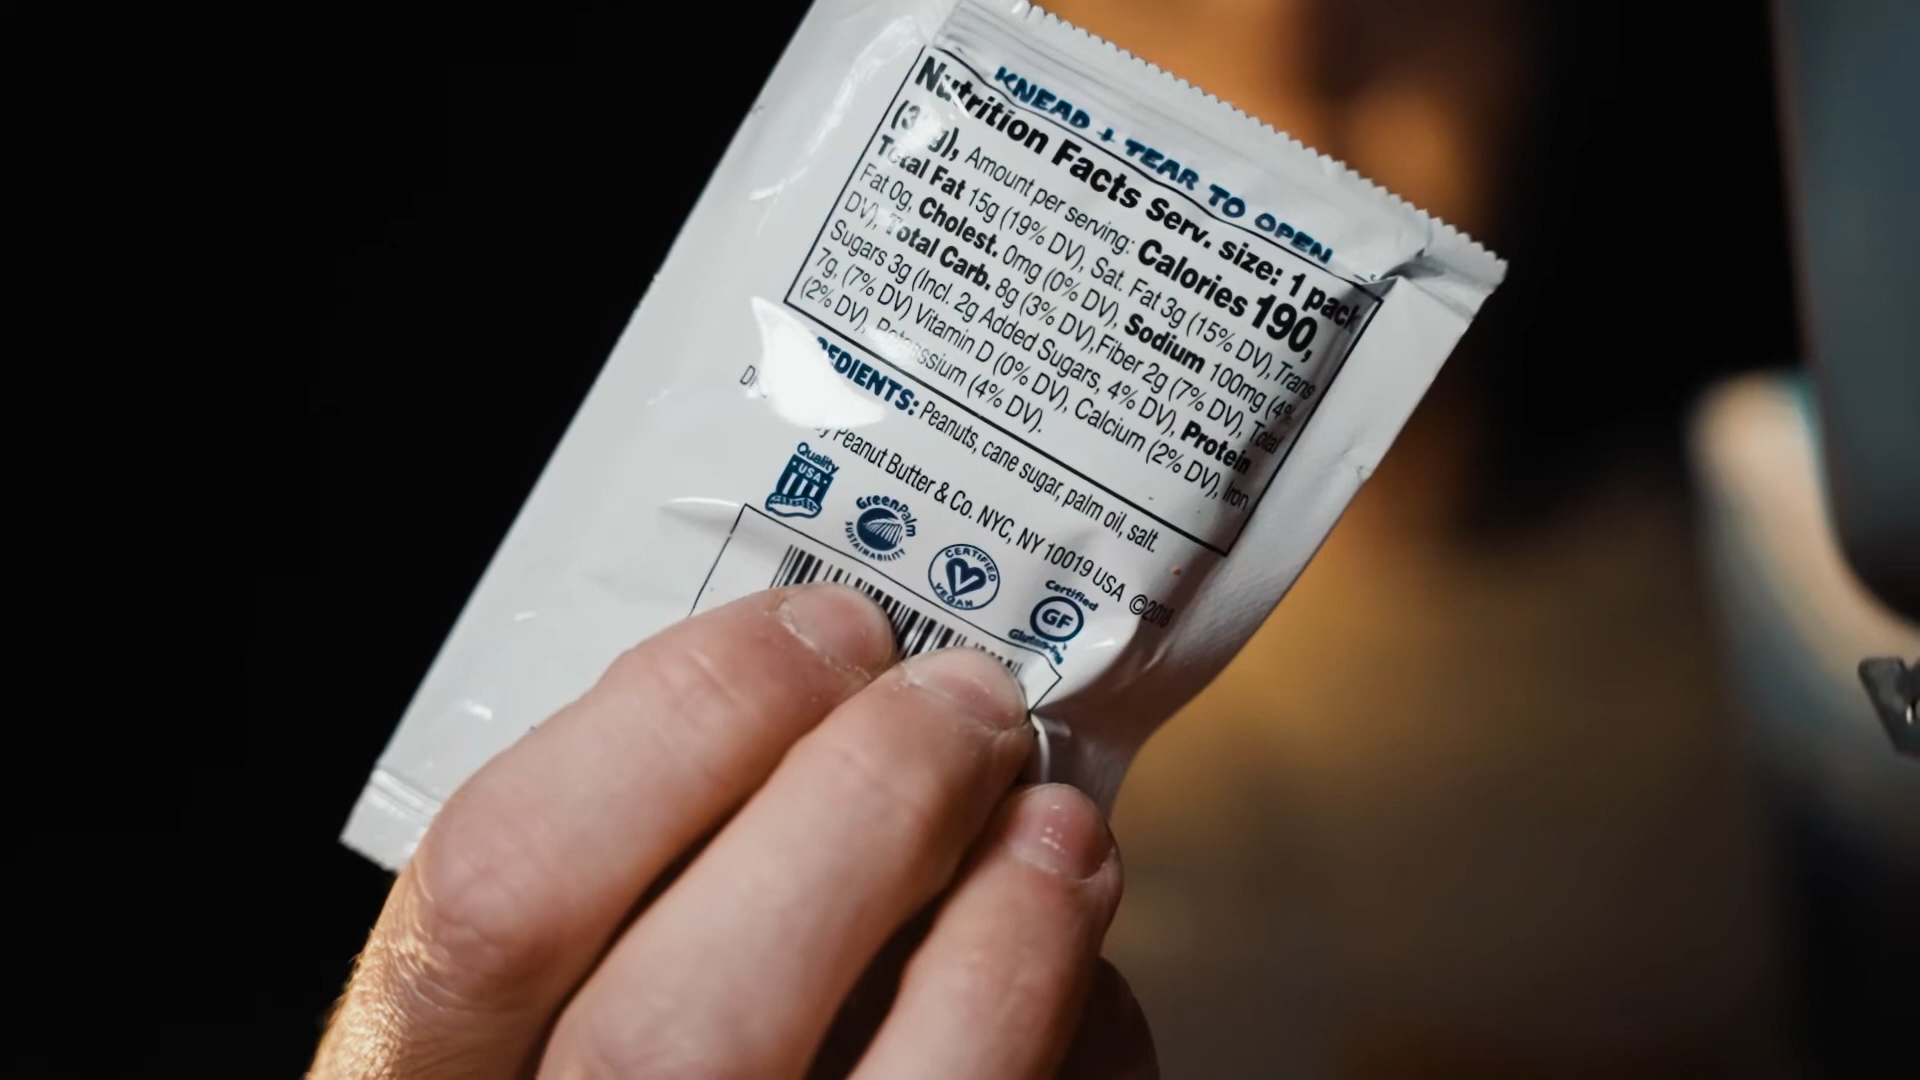 KNEAD + TEAR TO OPEN
Nutrition Facts Serv. size: 1 pack
Amount per serving: Calories 190,
Total Fat 15g (19% DV), Sat. Fat 3g (15% DV), Trans
Fat 0g, Cholest. 0mg (0% DV), Sodium 100mg (4%
DV), Total Carb. 8g (3% DV),Fiber 2g (7% DV), Total
Sugars 3g (Incl. 2g Added Sugars, 4% DV), Protein
7g, (7% DV) Vitamin D (0% DV), Calcium (2% DV), Iron
(2% DV), Potassium (4% DV).
Peanuts, cane sugar, palm oil, salt.
Peanut Butter & Co. NYC, NY 10019 USA ©2018
Quality
USA
GreenPalm
SUSTAINABILITY
CERTIFIED
VEGAN
Certified
GF